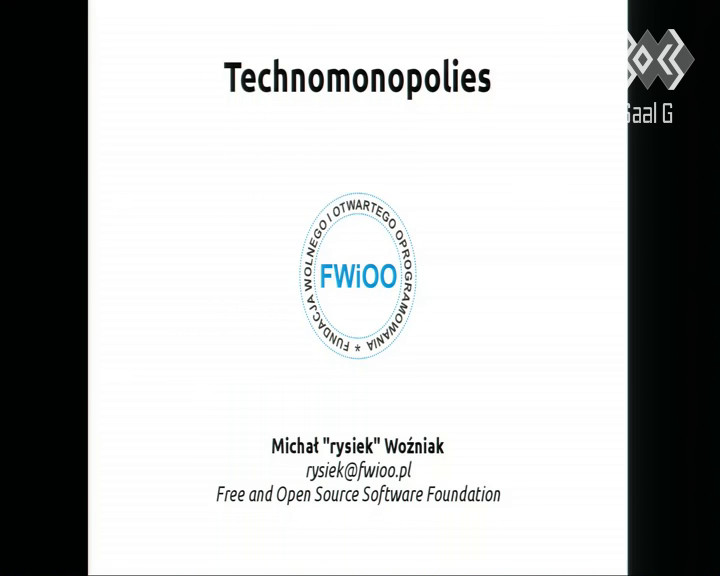 Technomonopolies
Saal G
FUNDACJA WOLNEGO I OTWARTEGO OPROGRAMOWANIA *
FWiOO
Michał "rysiek" Woźniak
rysiek@fwioo.pl
Free and Open Source Software Foundation